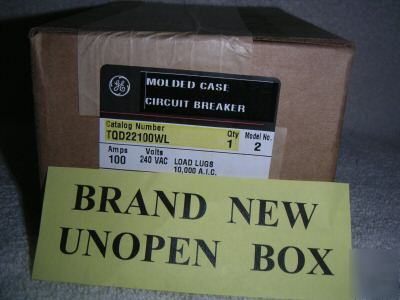 GE
MOLDED CASE
CIRCUIT BREAKER
Catalog Number Qty Model No.
TQD22100WL 1 2
Amps Volts LOAD LUGS
100 240 VAC 10,000 A.I.C.
BRAND NEW
UNOPEN BOX